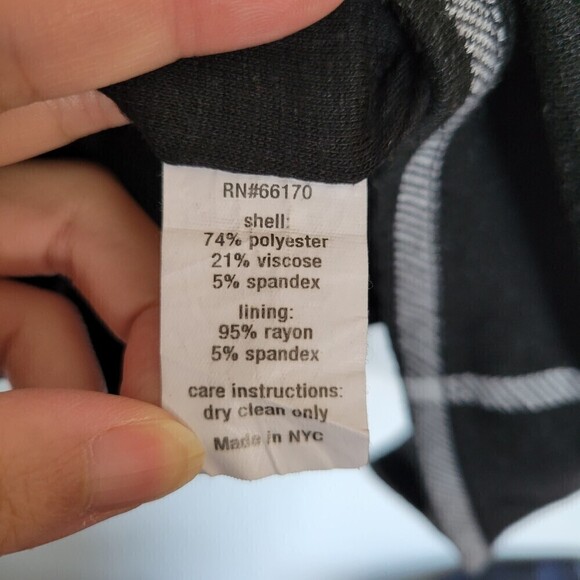 RN#66170
shell:
74% polyester
21% viscose
5% spandex
lining:
95% rayon
5% spandex
care instructions:
dry clean only
Made in NYC